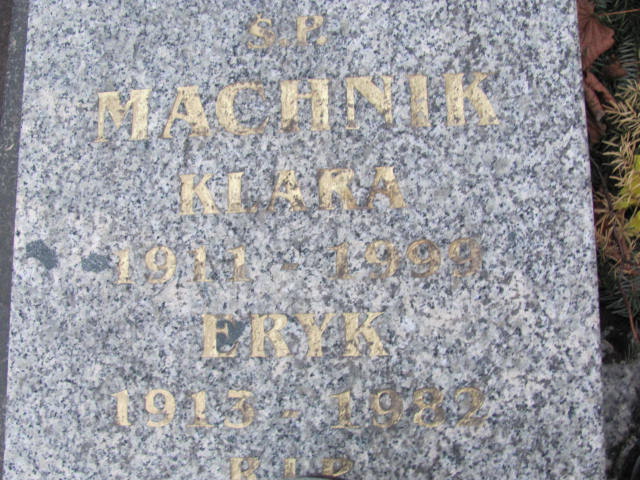 Ś.P.
MACHNIK
KLARA
1911 - 1999
ERYK
1913 - 1982
R.I.P.